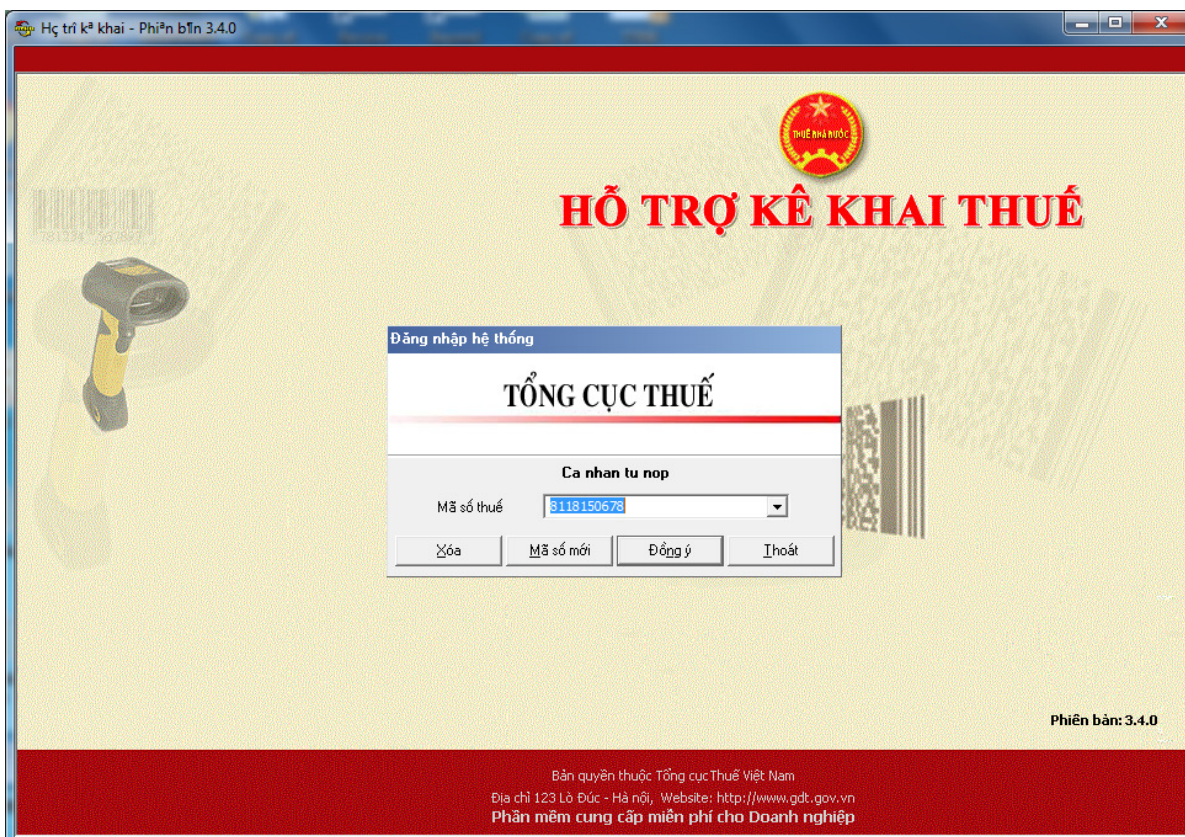 Hç trî kª khai - Phiªn b¶n 3.4.0
THUẾ NHÀ NƯỚC
HỖ TRỢ KÊ KHAI THUẾ
Đăng nhập hệ thống
TỔNG CỤC THUẾ
Ca nhan tu nop
Mã số thuế 8118150678
Xóa Mã số mới Đồng ý Thoát
Phiên bản: 3.4.0
Bản quyền thuộc Tổng cục Thuế Việt Nam
Địa chỉ 123 Lò Đúc - Hà nội, Website: http://www.gdt.gov.vn
Phần mềm cung cấp miễn phí cho Doanh nghiệp